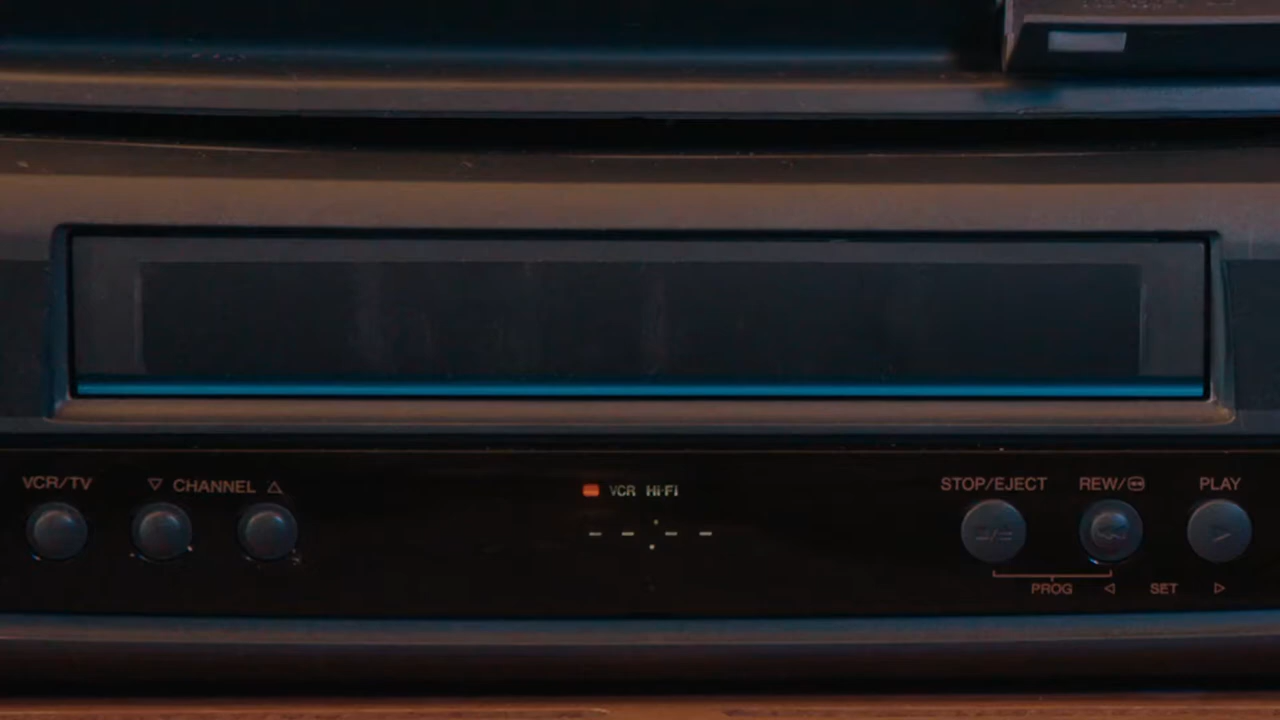 VCR/TV ▽ CHANNEL △
VCR Hi-Fi
--:--
STOP/EJECT REW/ PLAY
PROG ◁ SET ▷